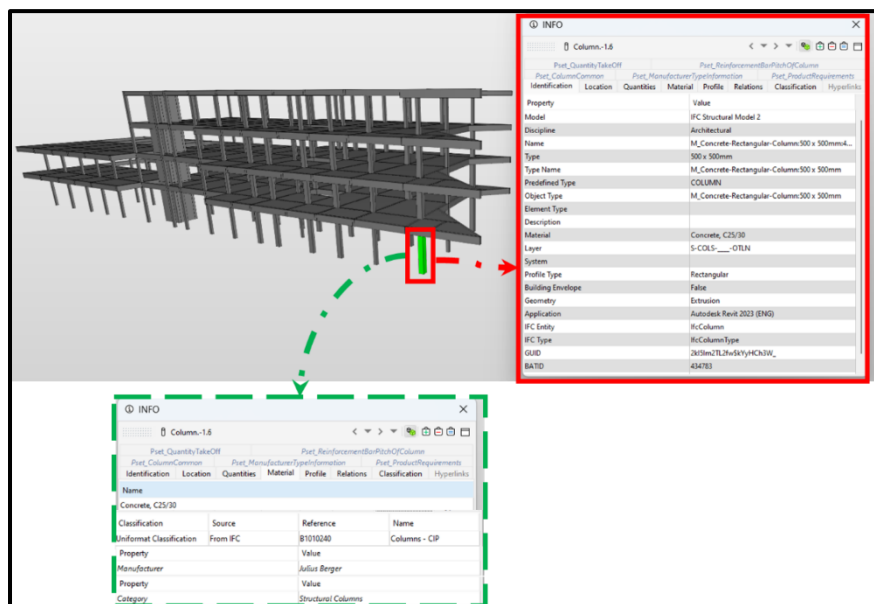 INFO
Column.-1.6
Pset_QuantityTakeOff Pset_ReinforcementBarPitchOfColumn
Pset_ColumnCommon Pset_ManufacturerTypeInformation Pset_ProductRequirements
Identification Location Quantities Material Profile Relations Classification Hyperlinks
Property Value
Model IFC Structural Model 2
Discipline Architectural
Name M_Concrete-Rectangular-Column:500 x 500mm:4...
Type 500 x 500mm
Type Name M_Concrete-Rectangular-Column:500 x 500mm
Predefined Type COLUMN
Object Type M_Concrete-Rectangular-Column:500 x 500mm
Element Type
Description
Material Concrete, C25/30
Layer S-COLS-____-OTLN
System
Profile Type Rectangular
Building Envelope False
Geometry Extrusion
Application Autodesk Revit 2023 (ENG)
IFC Entity IfcColumn
IFC Type IfcColumnType
GUID
BATID 434783
INFO
Column.-1.6
Pset_QuantityTakeOff Pset_ReinforcementBarPitchOfColumn
Pset_ColumnCommon Pset_ManufacturerTypeInformation Pset_ProductRequirements
Identification Location Quantities Material Profile Relations Classification Hyperlinks
Name
Concrete, C25/30
Classification Source Reference Name
Uniformat Classification From IFC B1010240 Columns - CIP
Property Value
Manufacturer Julius Berger
Property Value
Category Structural Columns